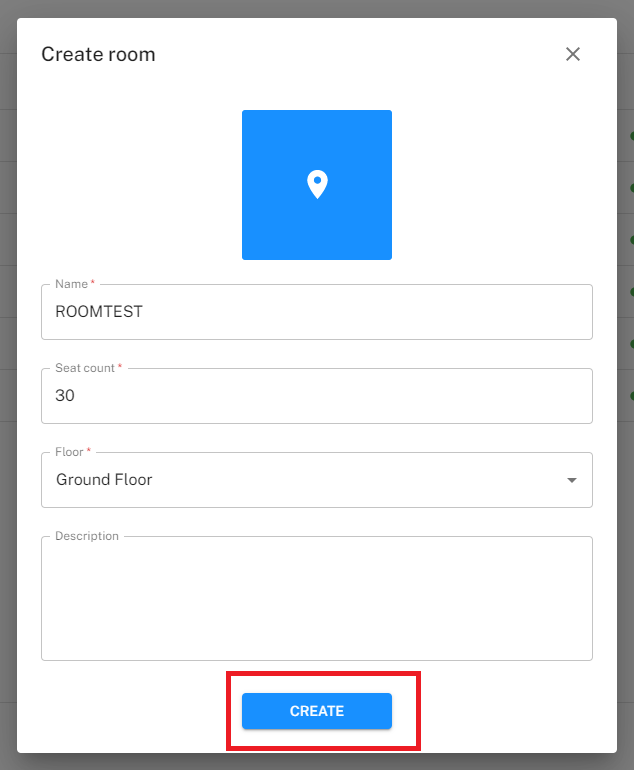 Create room
Name *
ROOMTEST
Seat count *
30
Floor *
Ground Floor
Description
CREATE